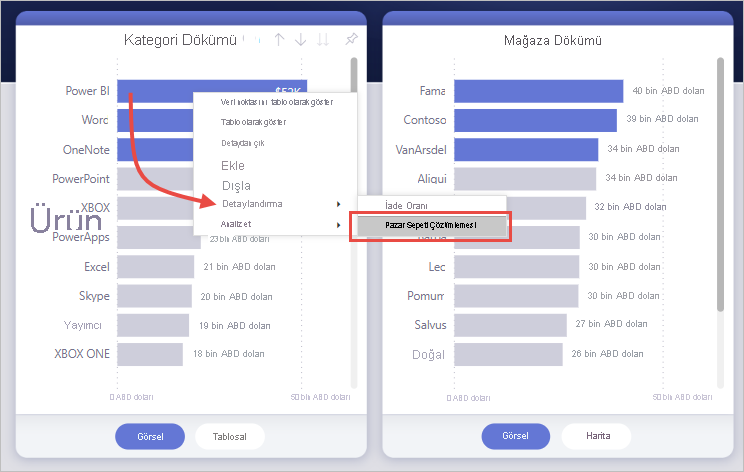 Kategori Dökümü
Power BI
$52K
Word
OneNote
PowerPoint
XBOX
Ürün
PowerApps
23 bin ABD doları
Excel
21 bin ABD doları
Skype
20 bin ABD doları
Yayımcı
19 bin ABD doları
XBOX ONE
18 bin ABD doları
0 ABD doları
50 bin ABD doları
Görsel
Tablosal
Veri noktasını tablo olarak göster
Tablo olarak göster
Detaydan çık
Ekle
Dışla
Detaylandırma
Analiz et
İade Oranı
Pazar Sepeti Çözümlemesi
Mağaza Dökümü
Fama
40 bin ABD doları
Contoso
39 bin ABD doları
VanArsdel
34 bin ABD doları
Aliqui
34 bin ABD doları
32 bin ABD doları
30 bin ABD doları
Leo
30 bin ABD doları
Pomum
30 bin ABD doları
Salvus
27 bin ABD doları
Doğal
26 bin ABD doları
0 ABD doları
50 bin ABD doları
Görsel
Harita